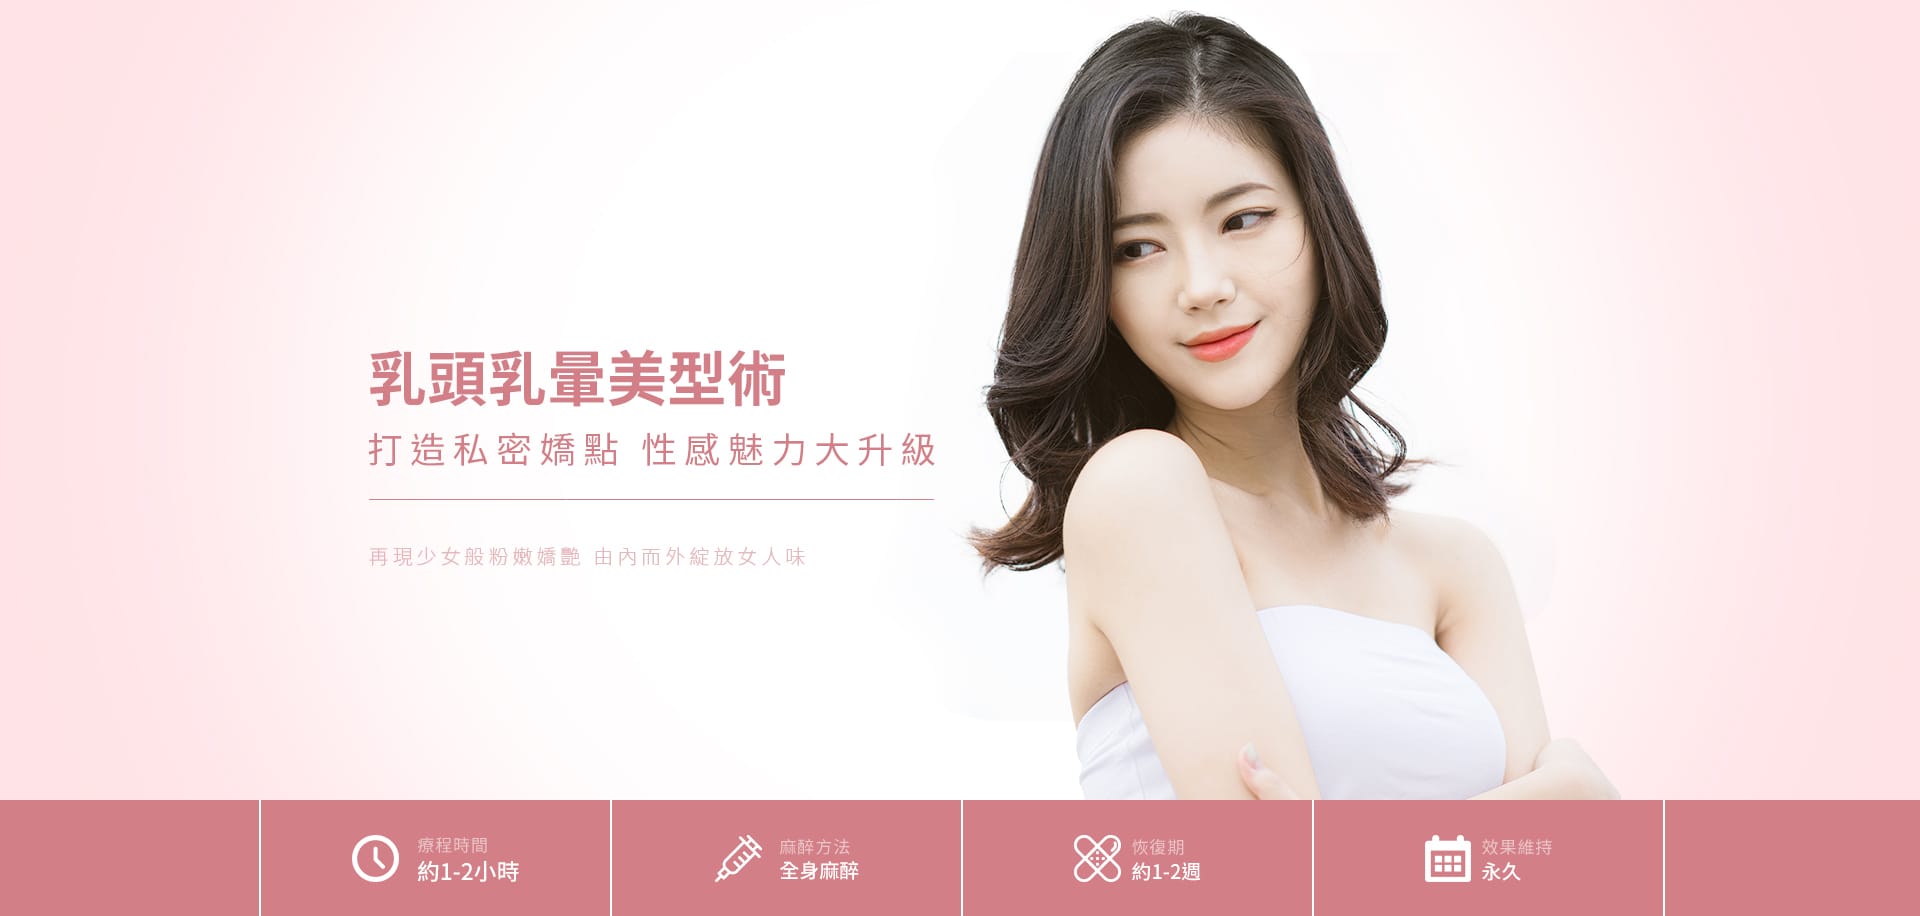 乳頭乳暈美型術
打造私密嬌點 性感魅力大升級
再現少女般粉嫩嬌艷 由內而外綻放女人味
療程時間
約1-2小時
麻醉方法
全身麻醉
恢復期
約1-2週
效果維持
永久